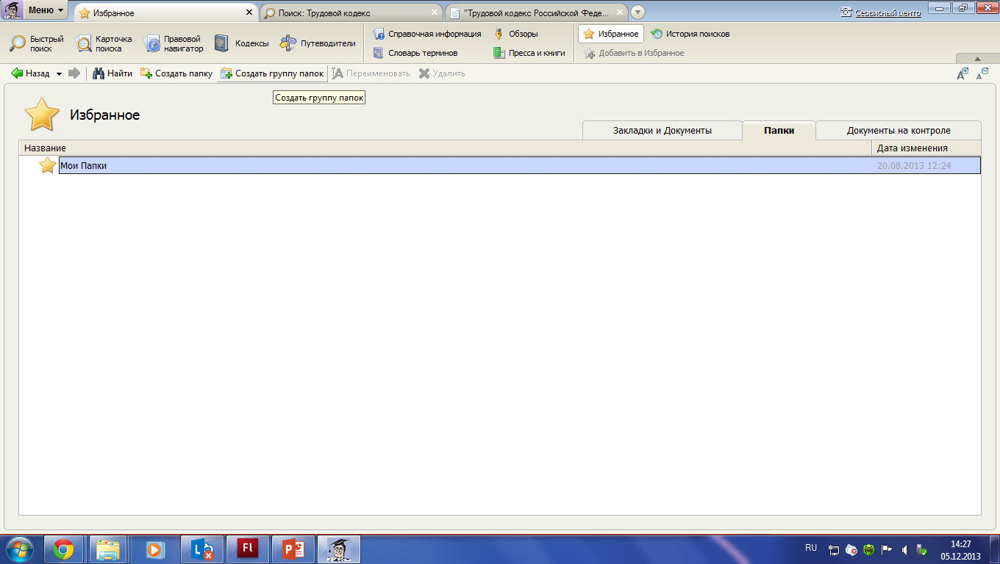 Меню
Избранное
Поиск: Трудовой кодекс
"Трудовой кодекс Российской Феде...
Сервисный центр
Быстрый
поиск
Карточка
поиска
Правовой
навигатор
Кодексы
Путеводители
Справочная информация
Словарь терминов
Обзоры
Пресса и книги
Избранное
Добавить в Избранное
История поисков
Назад
Найти
Создать папку
Создать группу папок
Переименовать
Удалить
Создать группу папок
Избранное
Закладки и Документы
Папки
Документы на контроле
Название
Дата изменения
Мои Папки
20.08.2013 12:24
RU
14:27
05.12.2013